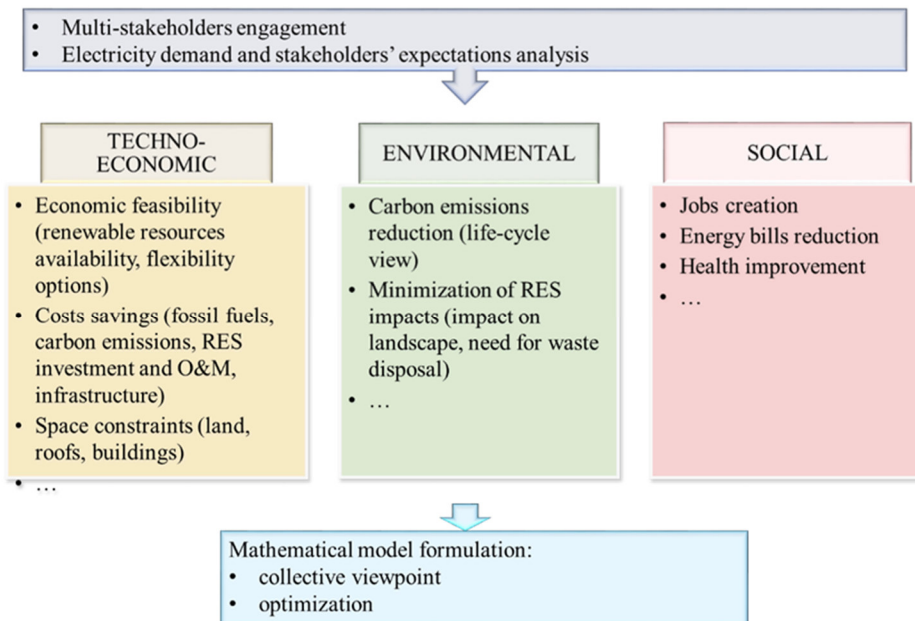 • Multi-stakeholders engagement
• Electricity demand and stakeholders’ expectations analysis
TECHNO-
ECONOMIC
• Economic feasibility
(renewable resources
availability, flexibility
options)
• Costs savings (fossil fuels,
carbon emissions, RES
investment and O&M,
infrastructure)
• Space constraints (land,
roofs, buildings)
• …
ENVIRONMENTAL
• Carbon emissions
reduction (life-cycle
view)
• Minimization of RES
impacts (impact on
landscape, need for waste
disposal)
• …
SOCIAL
• Jobs creation
• Energy bills reduction
• Health improvement
• …
Mathematical model formulation:
• collective viewpoint
• optimization